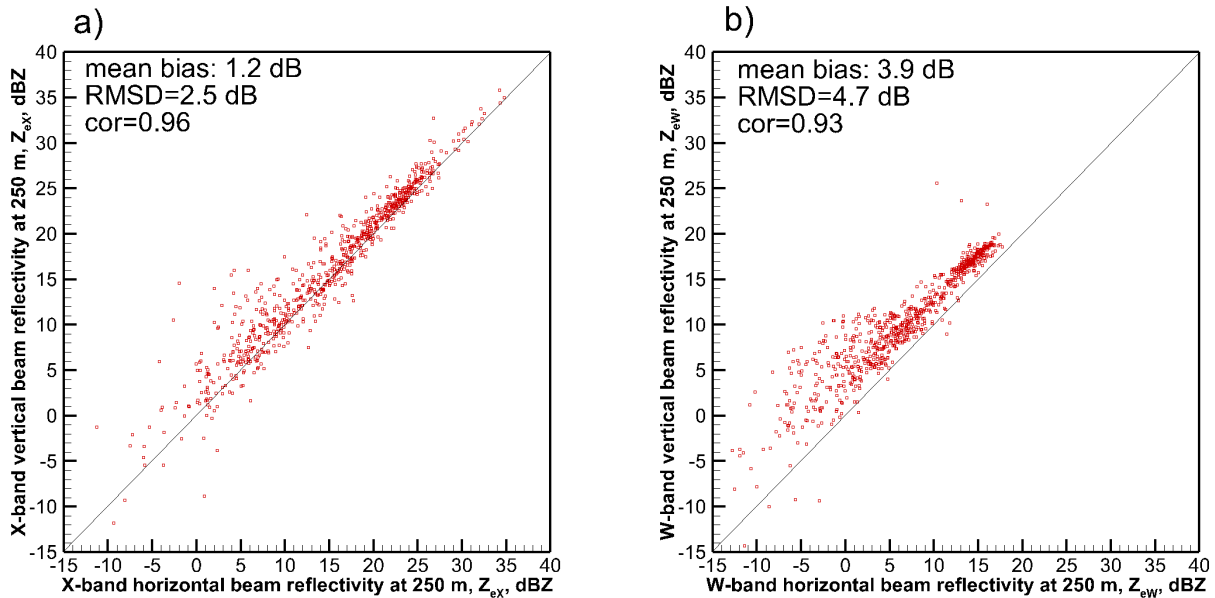 a)
mean bias: 1.2 dB
RMSD=2.5 dB
cor=0.96
X-band vertical beam reflectivity at 250 m, ZeX, dBZ
40
35
30
25
20
15
10
5
0
-5
-10
-15
-15 -10 -5 0 5 10 15 20 25 30 35 40
X-band horizontal beam reflectivity at 250 m, ZeX, dBZ
b)
mean bias: 3.9 dB
RMSD=4.7 dB
cor=0.93
W-band vertical beam reflectivity at 250 m, ZeW, dBZ
40
35
30
25
20
15
10
5
0
-5
-10
-15
-15 -10 -5 0 5 10 15 20 25 30 35 40
W-band horizontal beam reflectivity at 250 m, ZeW, dBZ